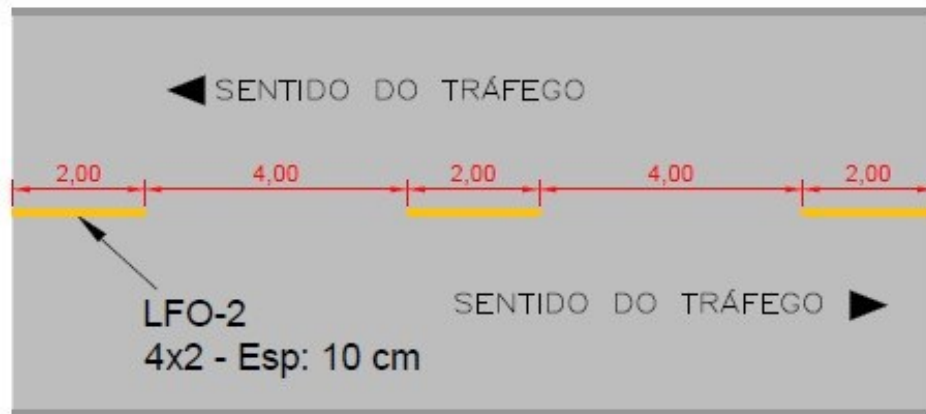 SENTIDO DO TRÁFEGO
2,00 4,00 2,00 4,00 2,00
LFO-2
4x2 - Esp: 10 cm
SENTIDO DO TRÁFEGO